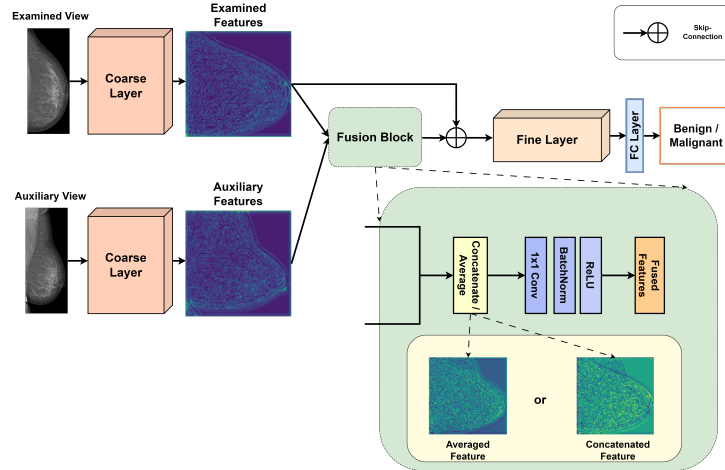 Examined View
Examined
Features
Coarse
Layer
Skip-
Connection
Fusion Block
Fine Layer
FC Layer
Benign /
Malignant
Auxiliary View
Auxiliary
Features
Coarse
Layer
Concatenate /
Average
1x1 Conv
BatchNorm
ReLU
Fused
Features
or
Averaged
Feature
Concatenated
Feature